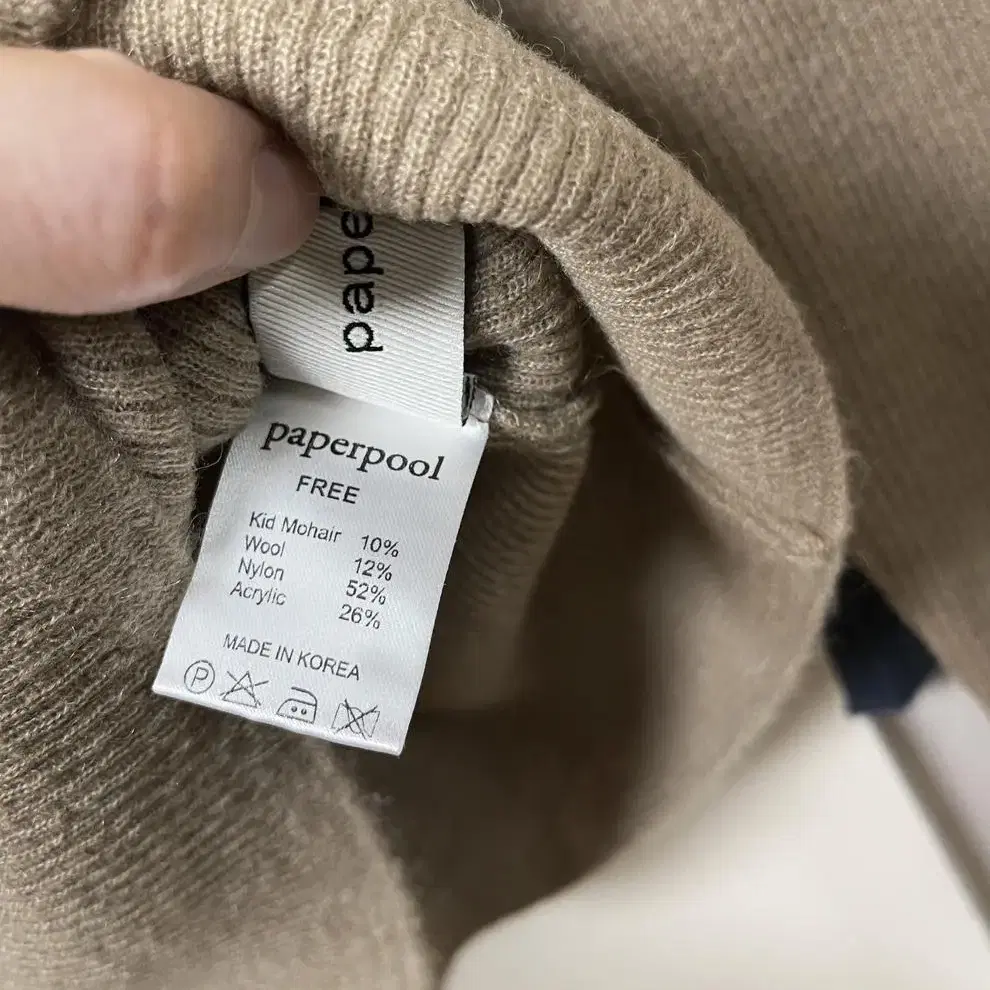 pape
paperpool
FREE
Kid Mohair 10%
Wool 12%
Nylon 52%
Acrylic 26%
MADE IN KOREA
P